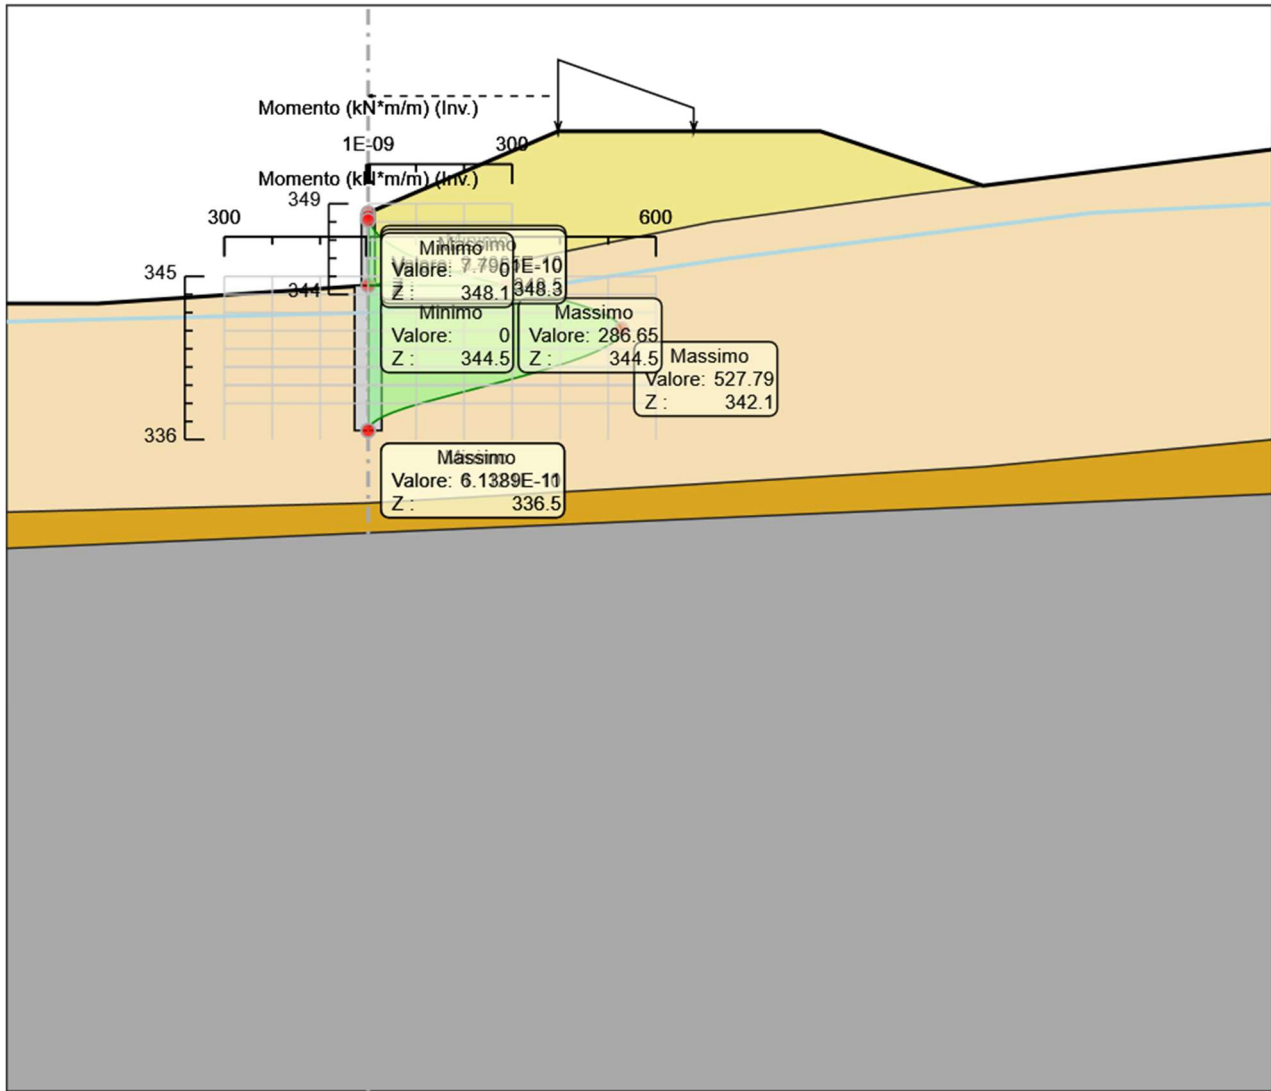 Momento (kN*m/m) (Inv.)
1E-09 300
Momento (kN*m/m) (Inv.)
349
300 600
Minimo
Valore: 0
Z : 348.1
345
344
Minimo
Valore: 0
Z : 344.5
Massimo
Valore: 286.65
Z : 344.5
Massimo
Valore: 527.79
Z : 342.1
336
Massimo
Valore:
Z : 336.5